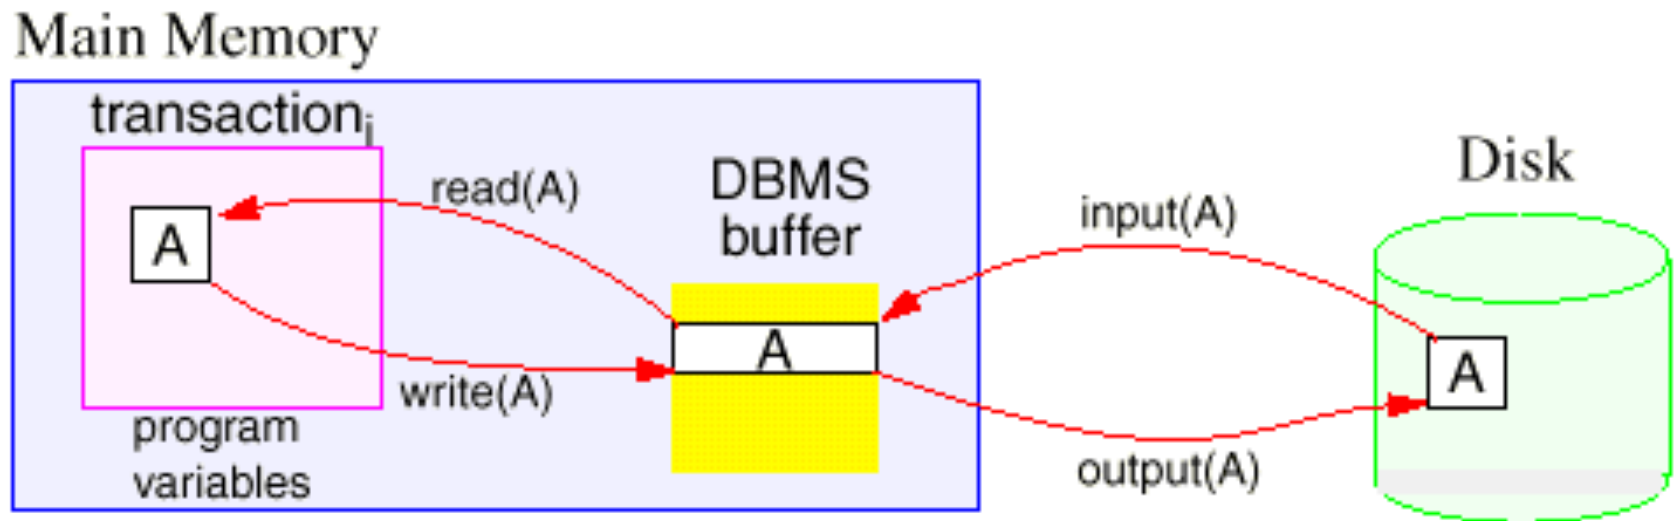 Main Memory
transactioni
read(A)
DBMS
buffer
input(A)
Disk
A
A
A
write(A)
output(A)
program
variables